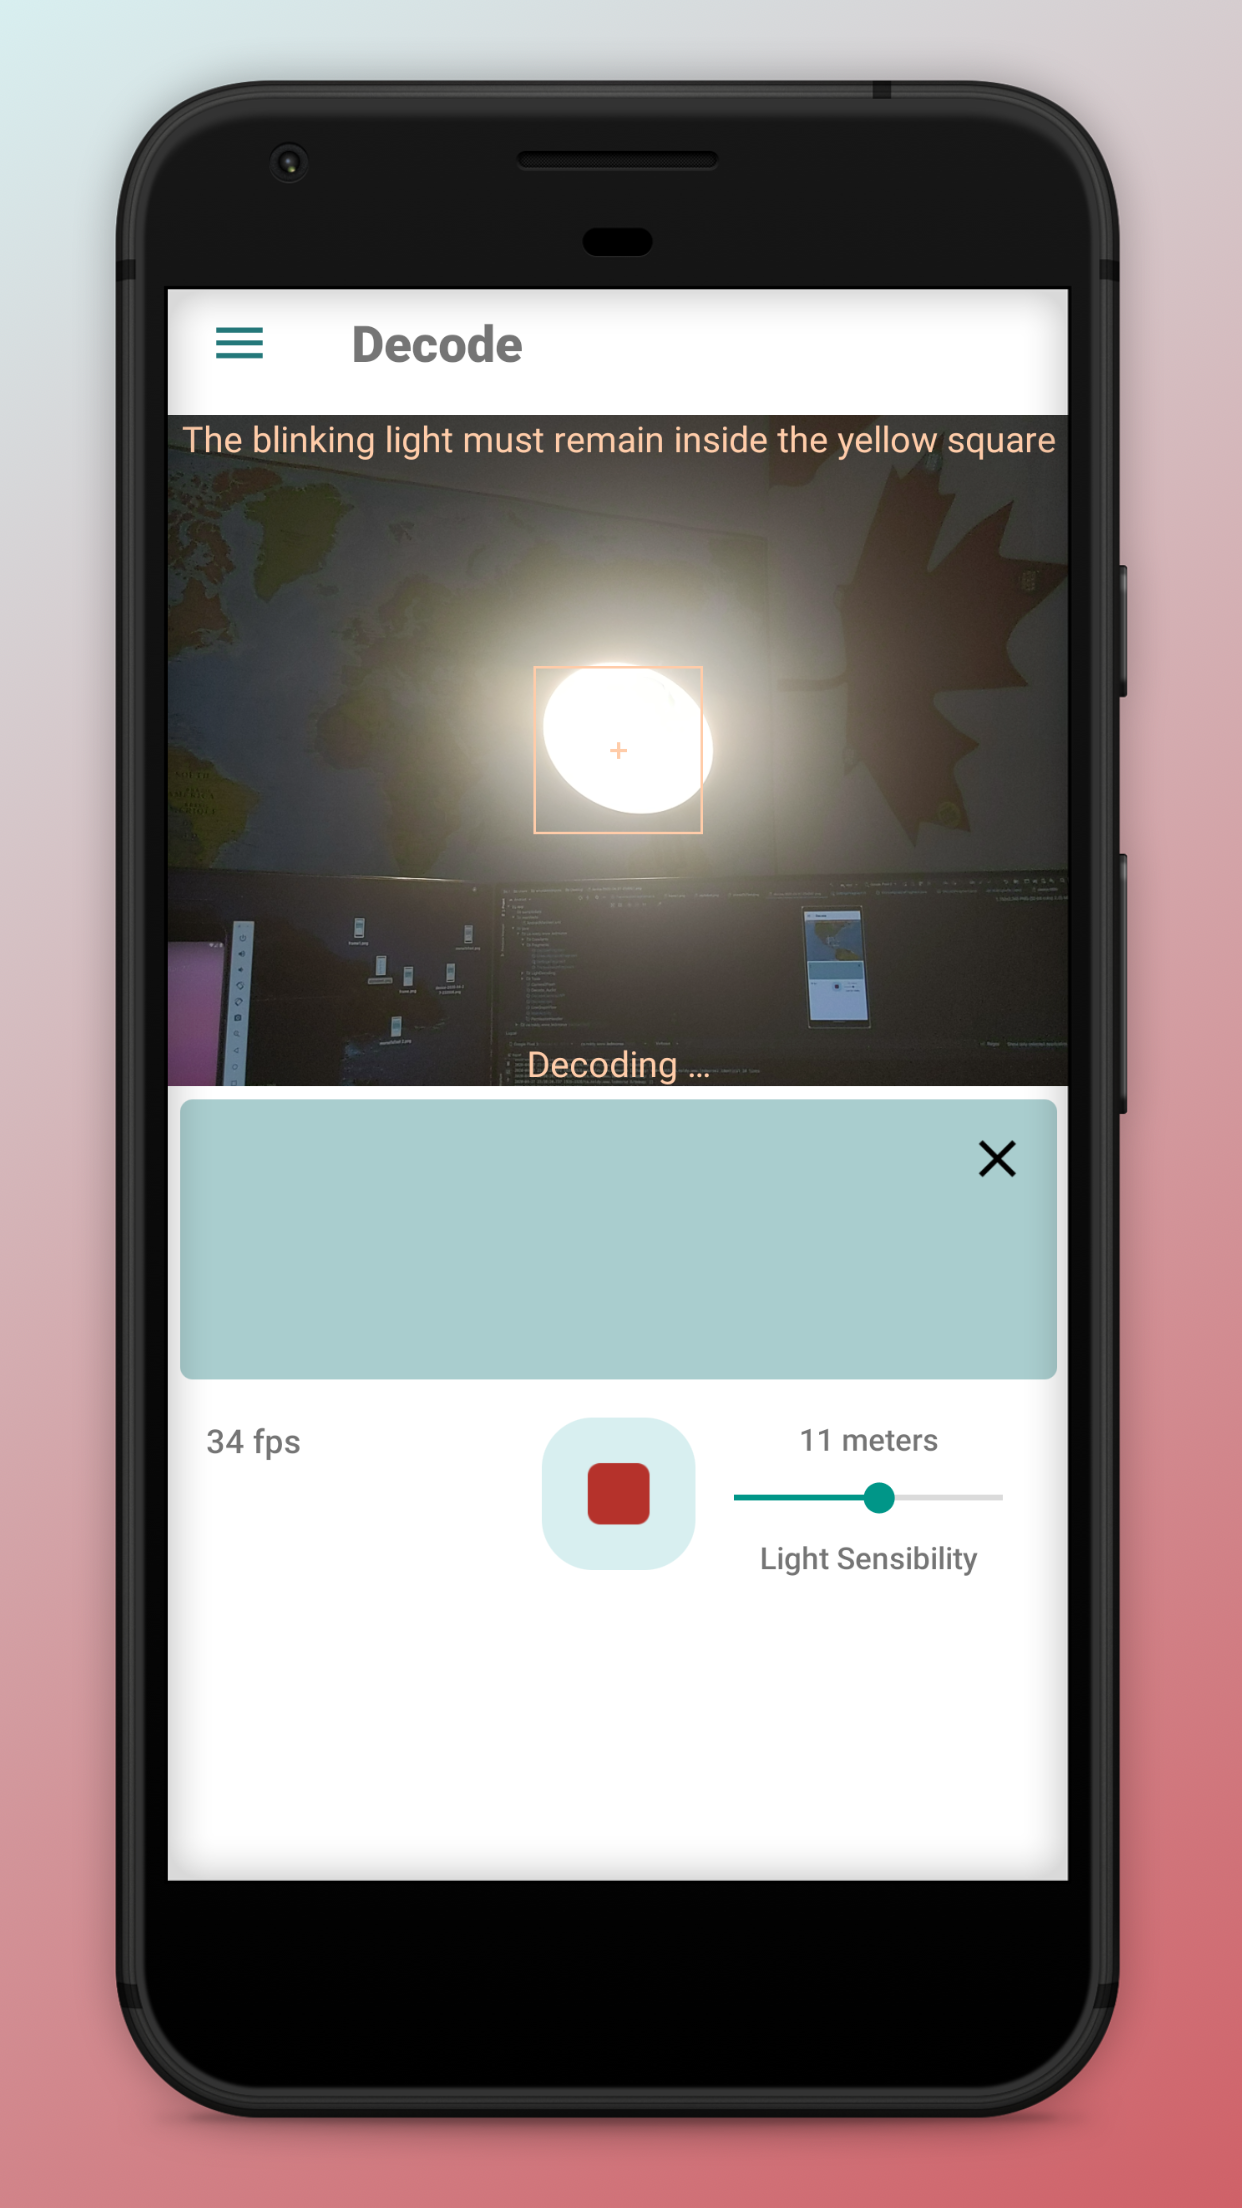 Decode
The blinking light must remain inside the yellow square
Decoding ...
34 fps
11 meters
Light Sensibility